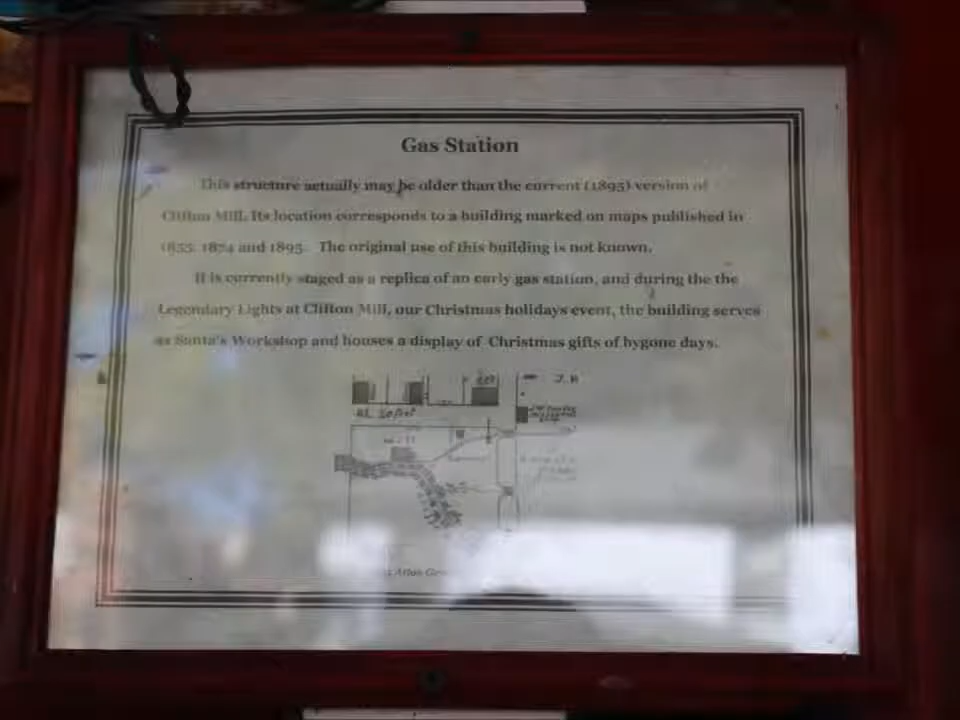 Gas Station
This structure actually may be older than the current (1895) version of
Clifton Mill. Its location corresponds to a building marked on maps published in
1855, 1874 and 1895. The original use of this building is not known.
It is currently staged as a replica of an early gas station, and during the the
Legendary Lights at Clifton Mill, our Christmas holidays event, the building serves
as Santa's Workshop and houses a display of Christmas gifts of bygone days.
J. H
Atlas